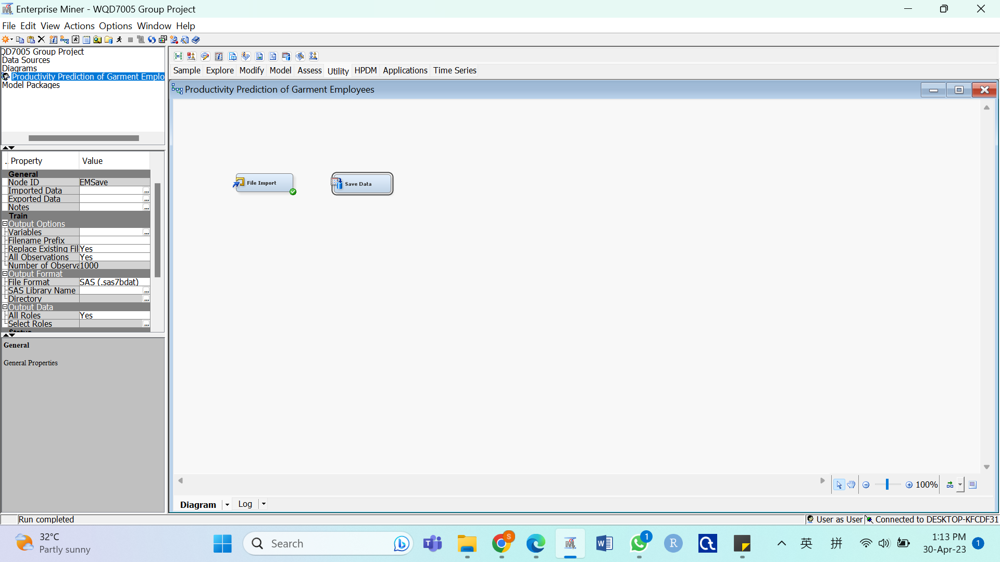 Enterprise Miner - WQD7005 Group Project
File Edit View Actions Options Window Help
QD7005 Group Project
Data Sources
Diagrams
Productivity Prediction of Garment Emplo
Model Packages
Sample Explore Modify Model Assess Utility HPDM Applications Time Series
Productivity Prediction of Garment Employees
File Import
Save Data
. Property Value
General
Node ID EMSave
Imported Data ...
Exported Data ...
Notes ...
Train
Output Options
Variables ...
Filename Prefix
Replace Existing Fil Yes
All Observations Yes
Number of Observa 1000
Output Format
File Format SAS (.sas7bdat)
SAS Library Name ...
Directory ...
Output Data
All Roles Yes
Select Roles ...
Status
General
General Properties
100%
Diagram Log
Run completed
User as User Connected to DESKTOP-KFCDF31
32°C
Partly sunny
Search
S
1
英 拼
1:13 PM
30-Apr-23
1